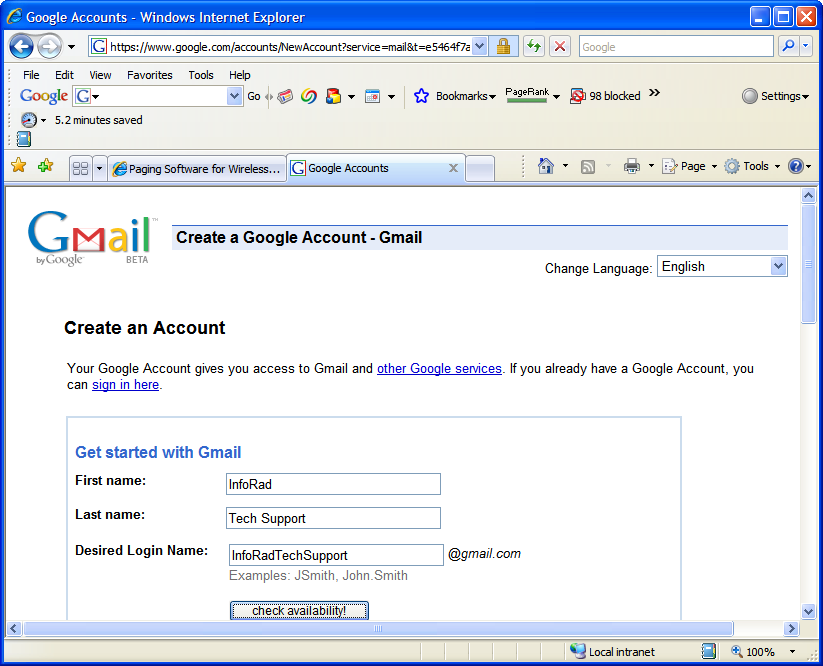 Google Accounts - Windows Internet Explorer
https://www.google.com/accounts/NewAccount?service=mail&t=e5464f7a
Google
File Edit View Favorites Tools Help
Google G Go Bookmarks PageRank 98 blocked » Settings
5.2 minutes saved
Paging Software for Wireless... G Google Accounts Page Tools
Gmail™
by Google BETA
Create a Google Account - Gmail
Change Language: English
Create an Account
Your Google Account gives you access to Gmail and other Google services. If you already have a Google Account, you
can sign in here.
Get started with Gmail
First name: InfoRad
Last name: Tech Support
Desired Login Name: InfoRadTechSupport @gmail.com
Examples: JSmith, John.Smith
check availability!
Local intranet 100%